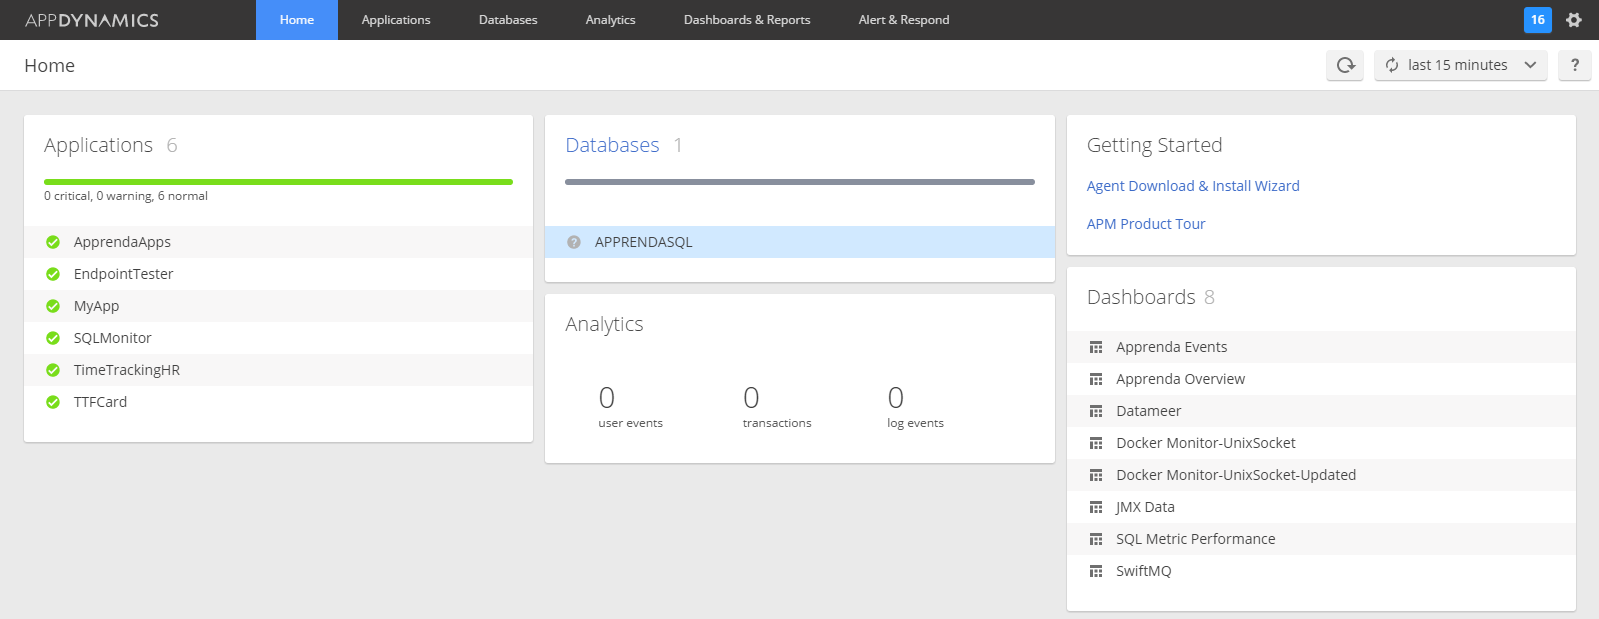 APPDYNAMICS
Home Applications Databases Analytics Dashboards & Reports Alert & Respond 16
Home
last 15 minutes ?
Applications 6
0 critical, 0 warning, 6 normal
ApprendaApps
EndpointTester
MyApp
SQLMonitor
TimeTrackingHR
TTFCard
Databases 1
? APPRENDASQL
Analytics
0 0 0
user events transactions log events
Getting Started
Agent Download & Install Wizard
APM Product Tour
Dashboards 8
Apprenda Events
Apprenda Overview
Datameer
Docker Monitor-UnixSocket
Docker Monitor-UnixSocket-Updated
JMX Data
SQL Metric Performance
SwiftMQ